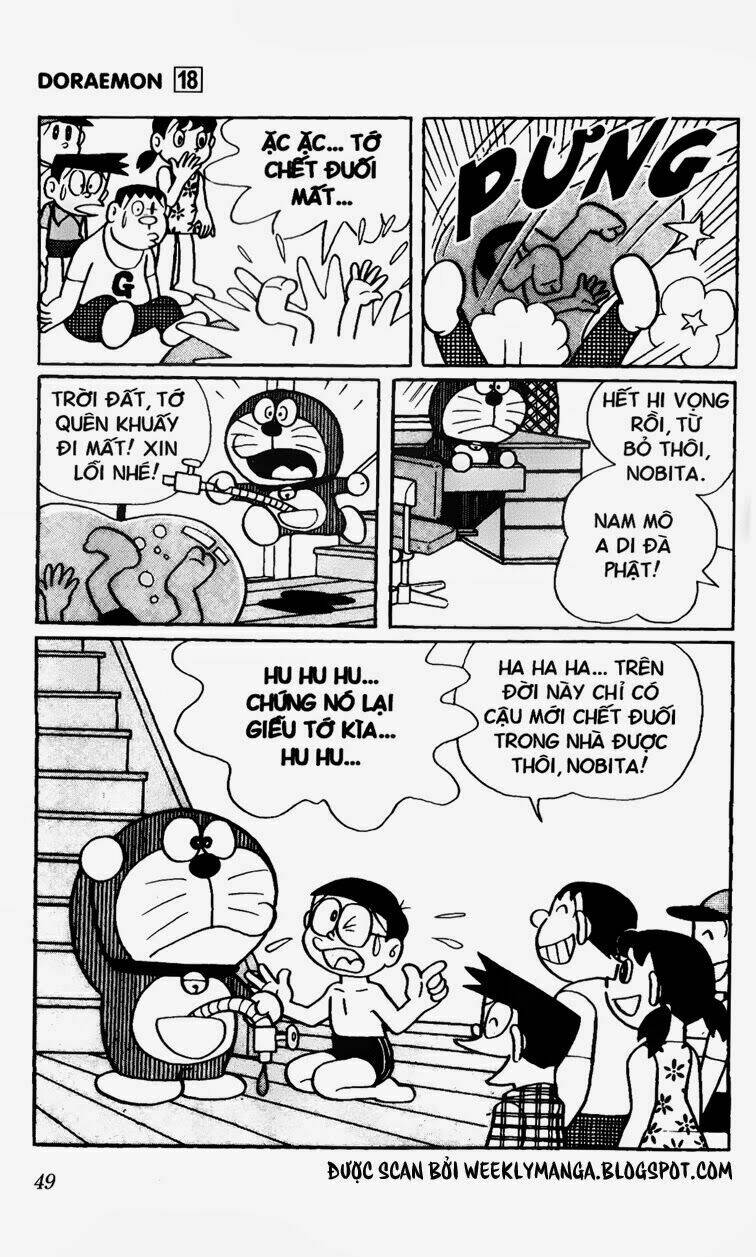 DORAEMON 18
ẶC ẶC... TỚ
CHẾT ĐUỐI
MẤT...
G
PƯNG
TRỜI ĐẤT, TỚ
QUÊN KHUẤY
ĐI MẤT! XIN
LỖI NHÉ!
HẾT HI VỌNG
RỒI, TỪ
BỎ THÔI,
NOBITA.
NAM MÔ
A DI ĐÀ
PHẬT!
HU HU HU...
CHÚNG NÓ LẠI
GIỄU TỚ KÌA...
HU HU...
HA HA HA... TRÊN
ĐỜI NÀY CHỈ CÓ
CẬU MỚI CHẾT ĐUỐI
TRONG NHÀ ĐƯỢC
THÔI, NOBITA!
49
ĐƯỢC SCAN BỞI WEEKLYMANGA.BLOGSPOT.COM